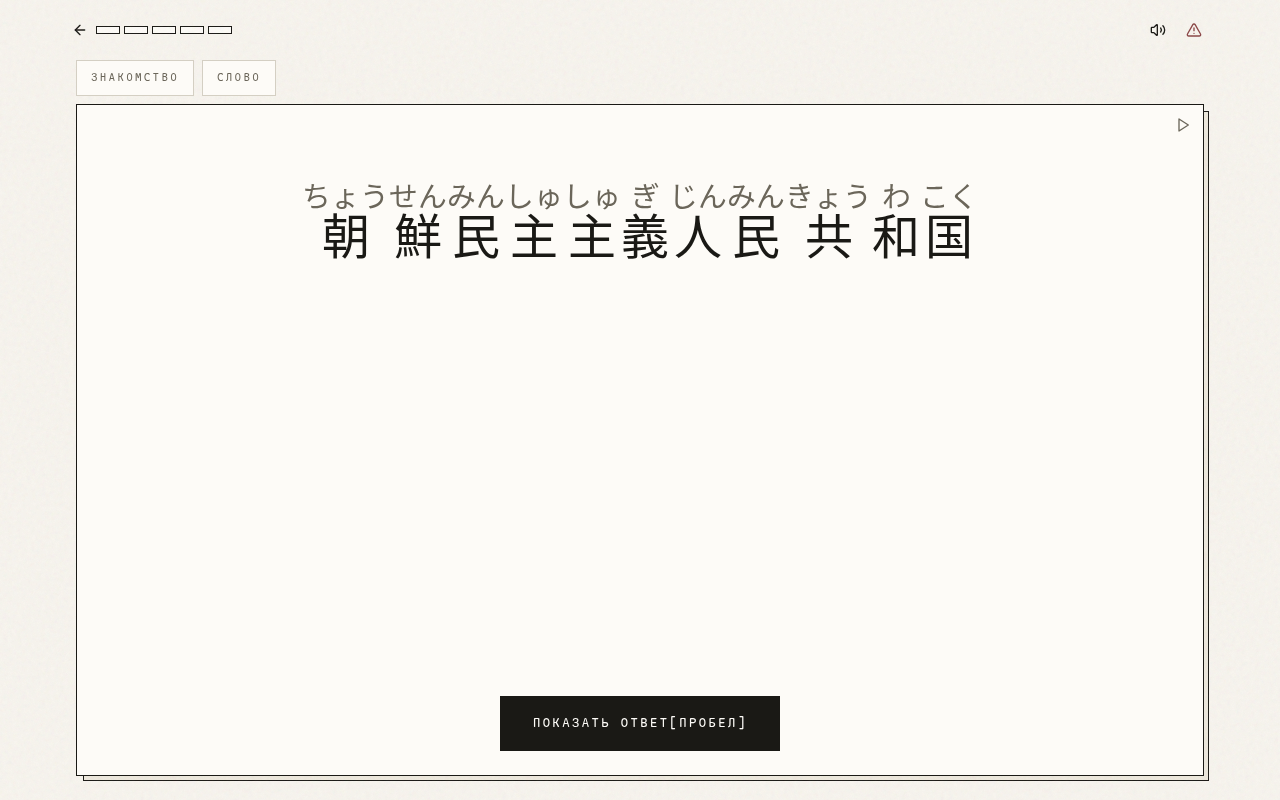 ЗНАКОМСТВО
СЛОВО
ちょうせんみんしゅしゅ ぎ じんみんきょう わ こく
朝鮮民主主義人民共和国
ПОКАЗАТЬ ОТВЕТ[ПРОБЕЛ]